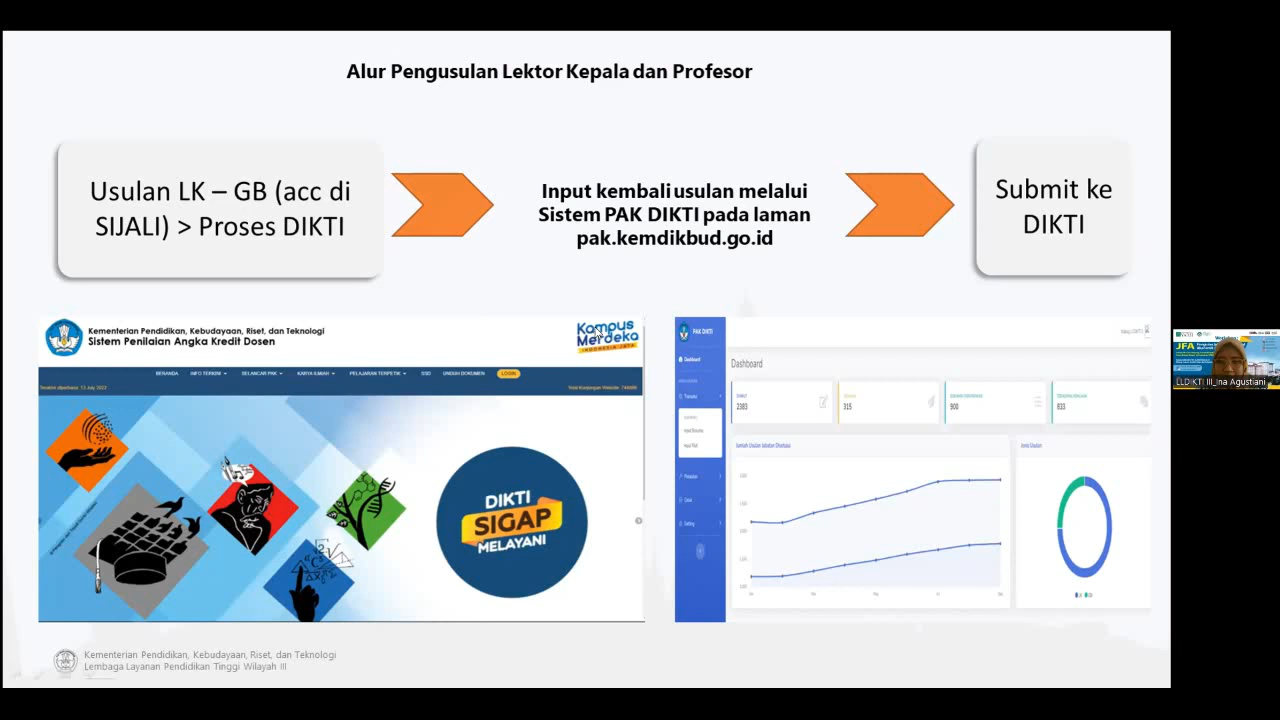 Alur Pengusulan Lektor Kepala dan Profesor
Usulan LK – GB (acc di
SIJALI) > Proses DIKTI
Input kembali usulan melalui
Sistem PAK DIKTI pada laman
pak.kemdikbud.go.id
Submit ke
DIKTI
Kementerian Pendidikan, Kebudayaan, Riset, dan Teknologi
Sistem Penilaian Angka Kredit Dosen
Kampus
Merdeka
INDONESIA JAYA
BERANDA INFO TERKINI SELANCAR PAK KARYA ILMIAH PELAJARAN TERPETIK SSD UNDUH DOKUMEN LOGIN
DIKTI
SIGAP
MELAYANI
PAK DIKTI
Dashboard
Dashboard
2383
315
900
833
Kementerian Pendidikan, Kebudayaan, Riset, dan Teknologi
Lembaga Layanan Pendidikan Tinggi Wilayah III
JFA
LLDIKTI III_Ina Agustiani